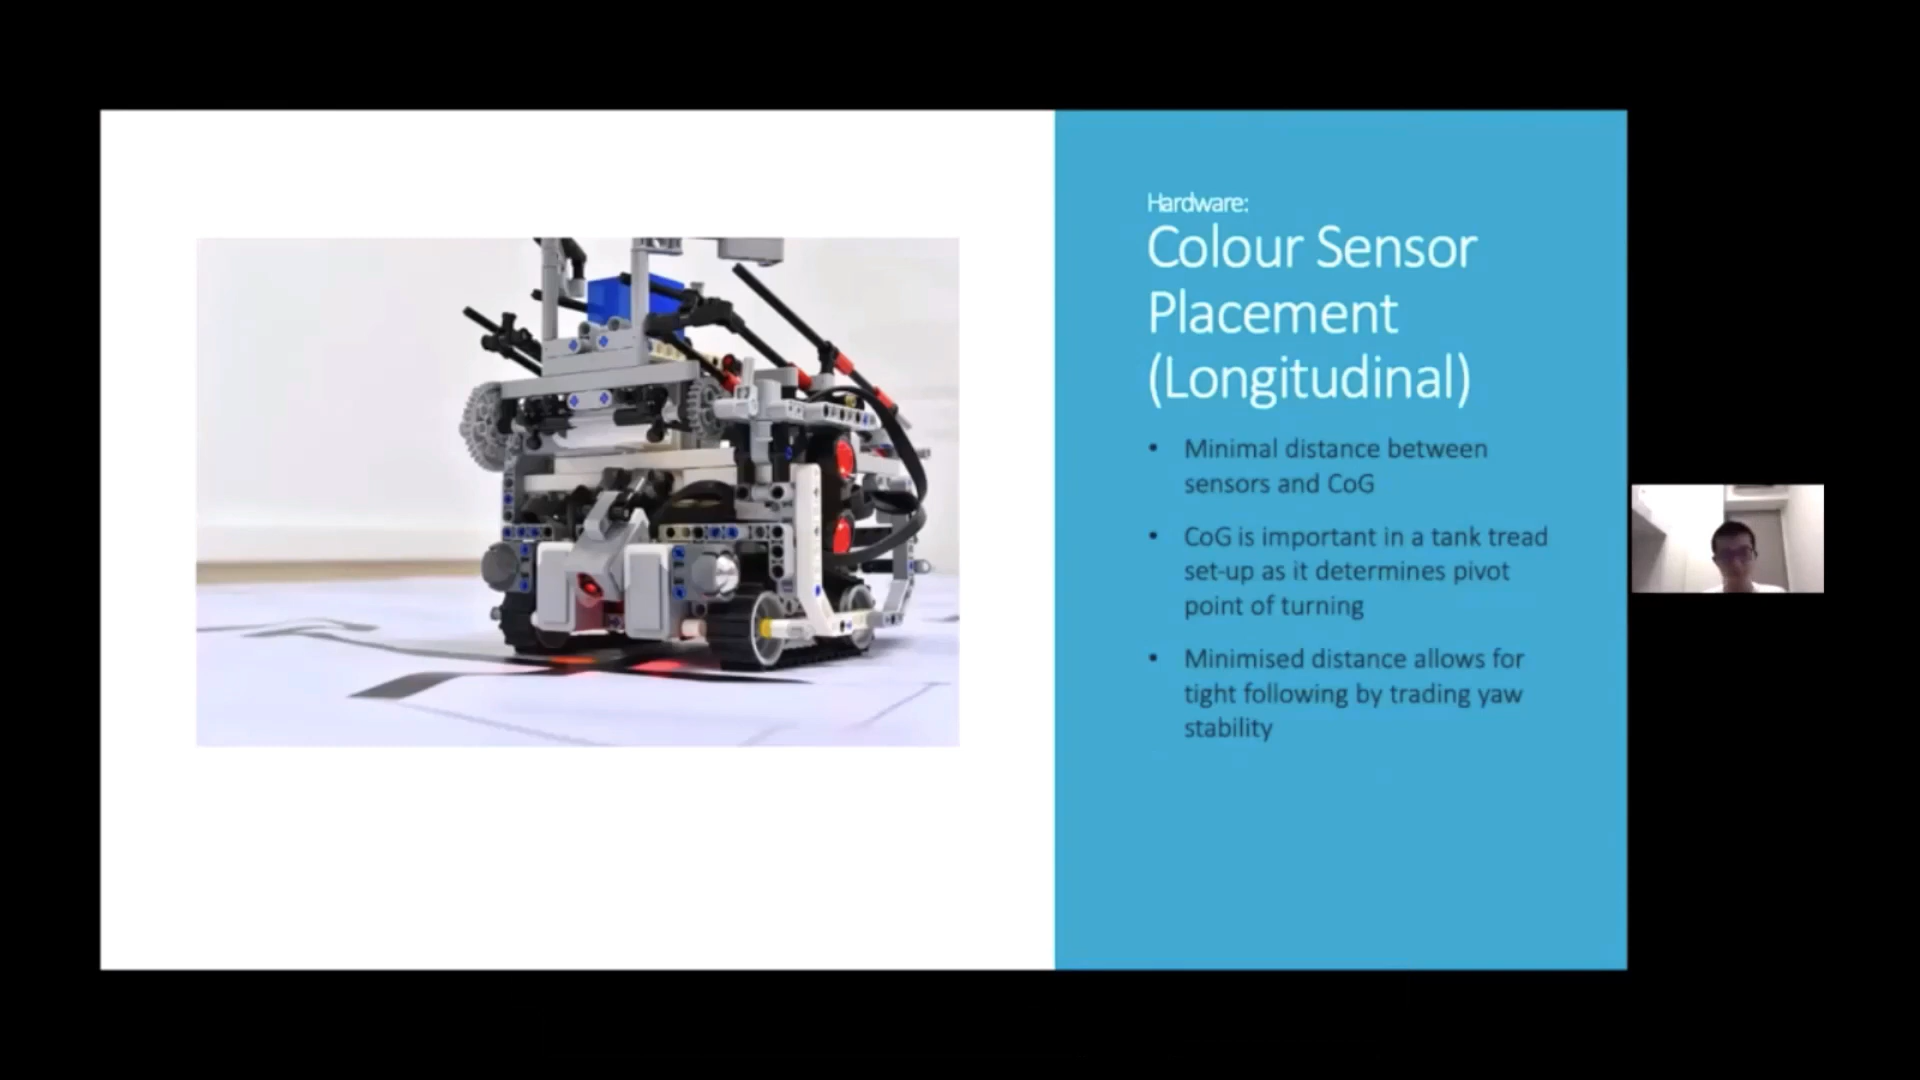 Hardware:
Colour Sensor
Placement
(Longitudinal)
• Minimal distance between
sensors and CoG
• CoG is important in a tank tread
set-up as it determines pivot
point of turning
• Minimised distance allows for
tight following by trading yaw
stability